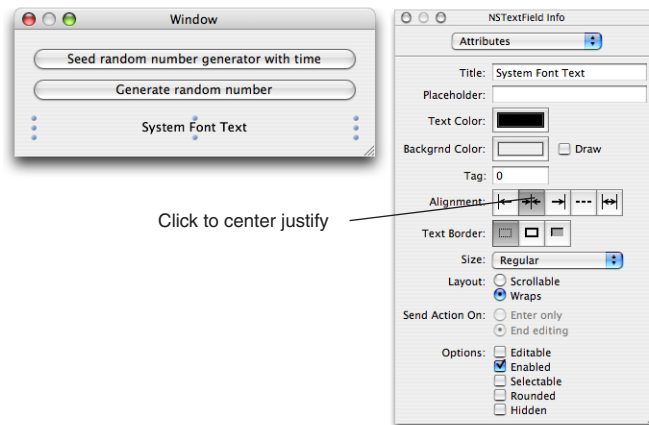 Window
Seed random number generator with time
Generate random number
System Font Text
Click to center justify
NSTextField Info
Attributes
Title: System Font Text
Placeholder:
Text Color:
Backgrnd Color: Draw
Tag: 0
Alignment:
Text Border:
Size: Regular
Layout: Scrollable
Wraps
Send Action On: Enter only
End editing
Options: Editable
Enabled
Selectable
Rounded
Hidden